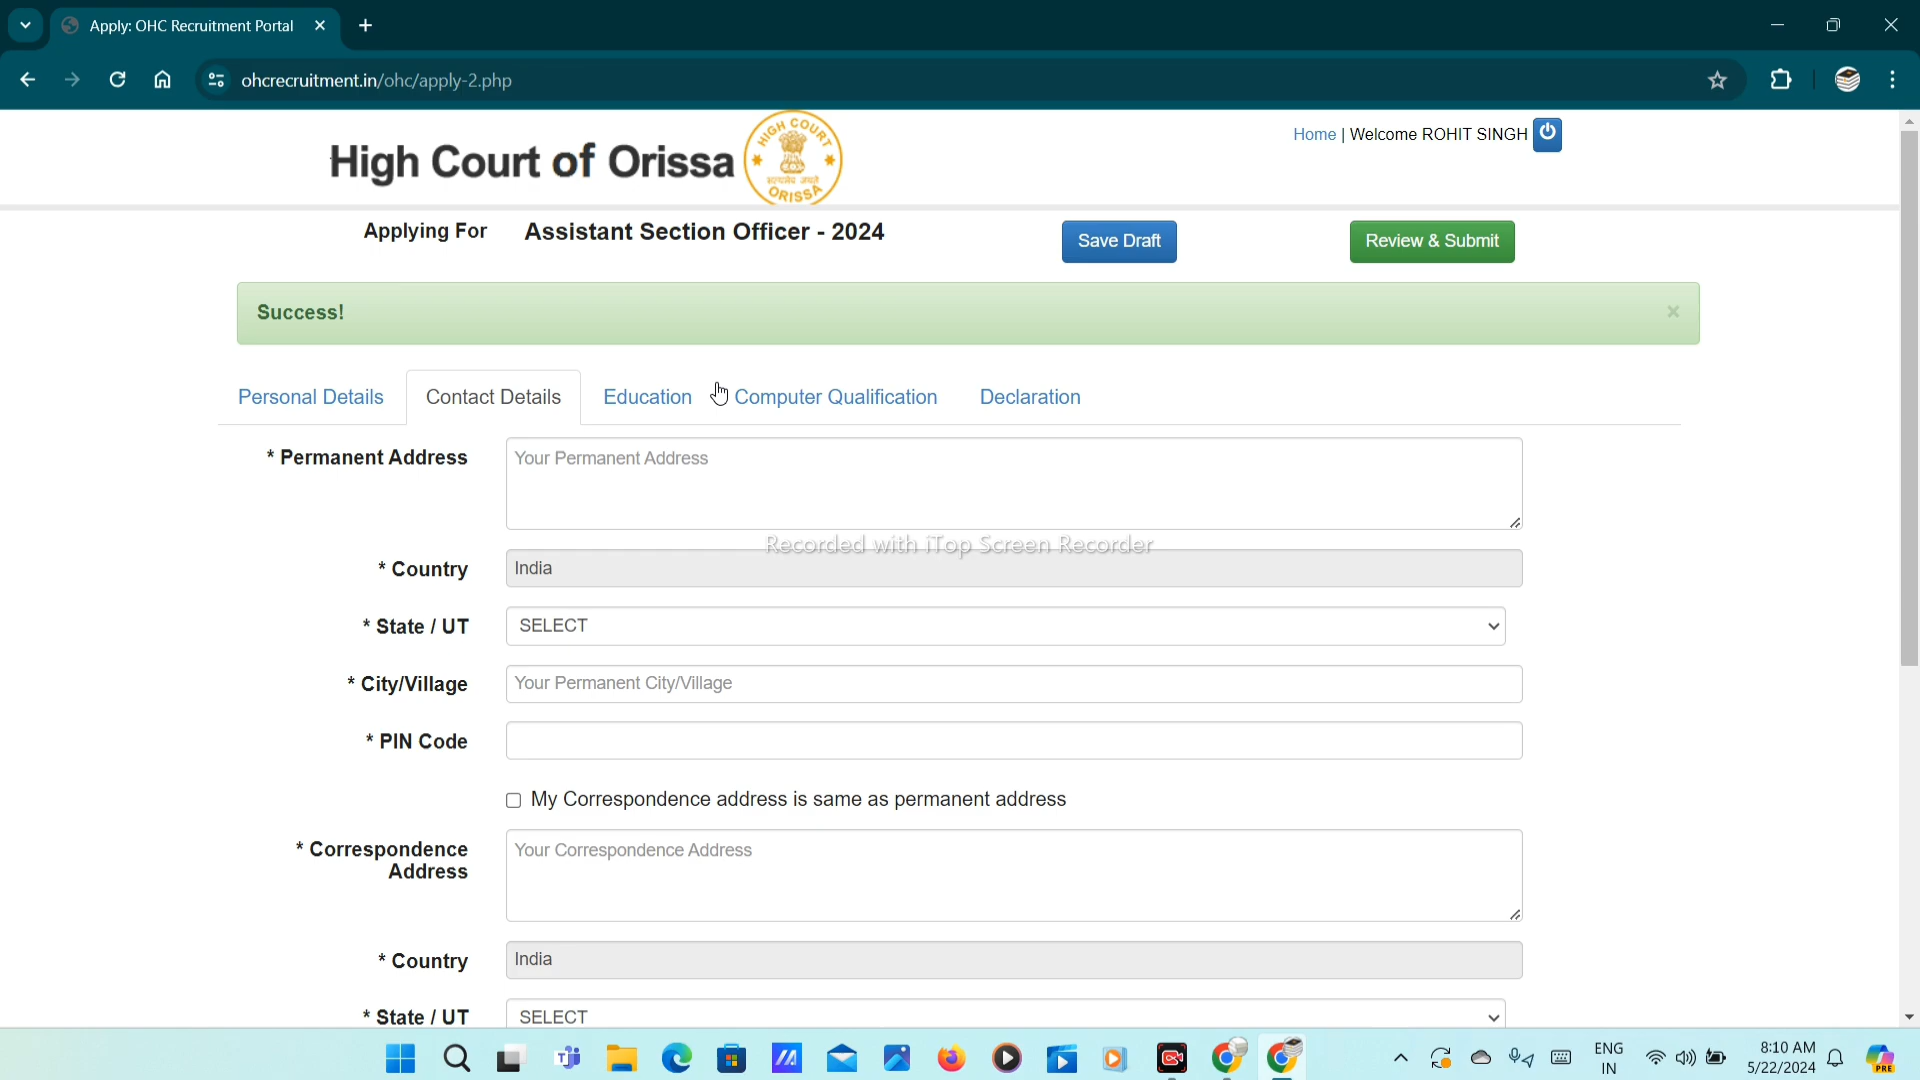 Apply: OHC Recruitment Portal
ohcrecruitment.in/ohc/apply-2.php
High Court of Orissa
HIGH COURT
सत्यमेव जयते
ORISSA
Home | Welcome ROHIT SINGH
Applying For Assistant Section Officer - 2024
Save Draft
Review & Submit
Success!
×
Personal Details
Contact Details
Education
Computer Qualification
Declaration
* Permanent Address
Your Permanent Address
Recorded with iTop Screen Recorder
* Country
India
* State / UT
SELECT
* City/Village
Your Permanent City/Village
* PIN Code
My Correspondence address is same as permanent address
* Correspondence
Address
Your Correspondence Address
* Country
India
* State / UT
SELECT
ENG
IN
8:10 AM
5/22/2024
PRE